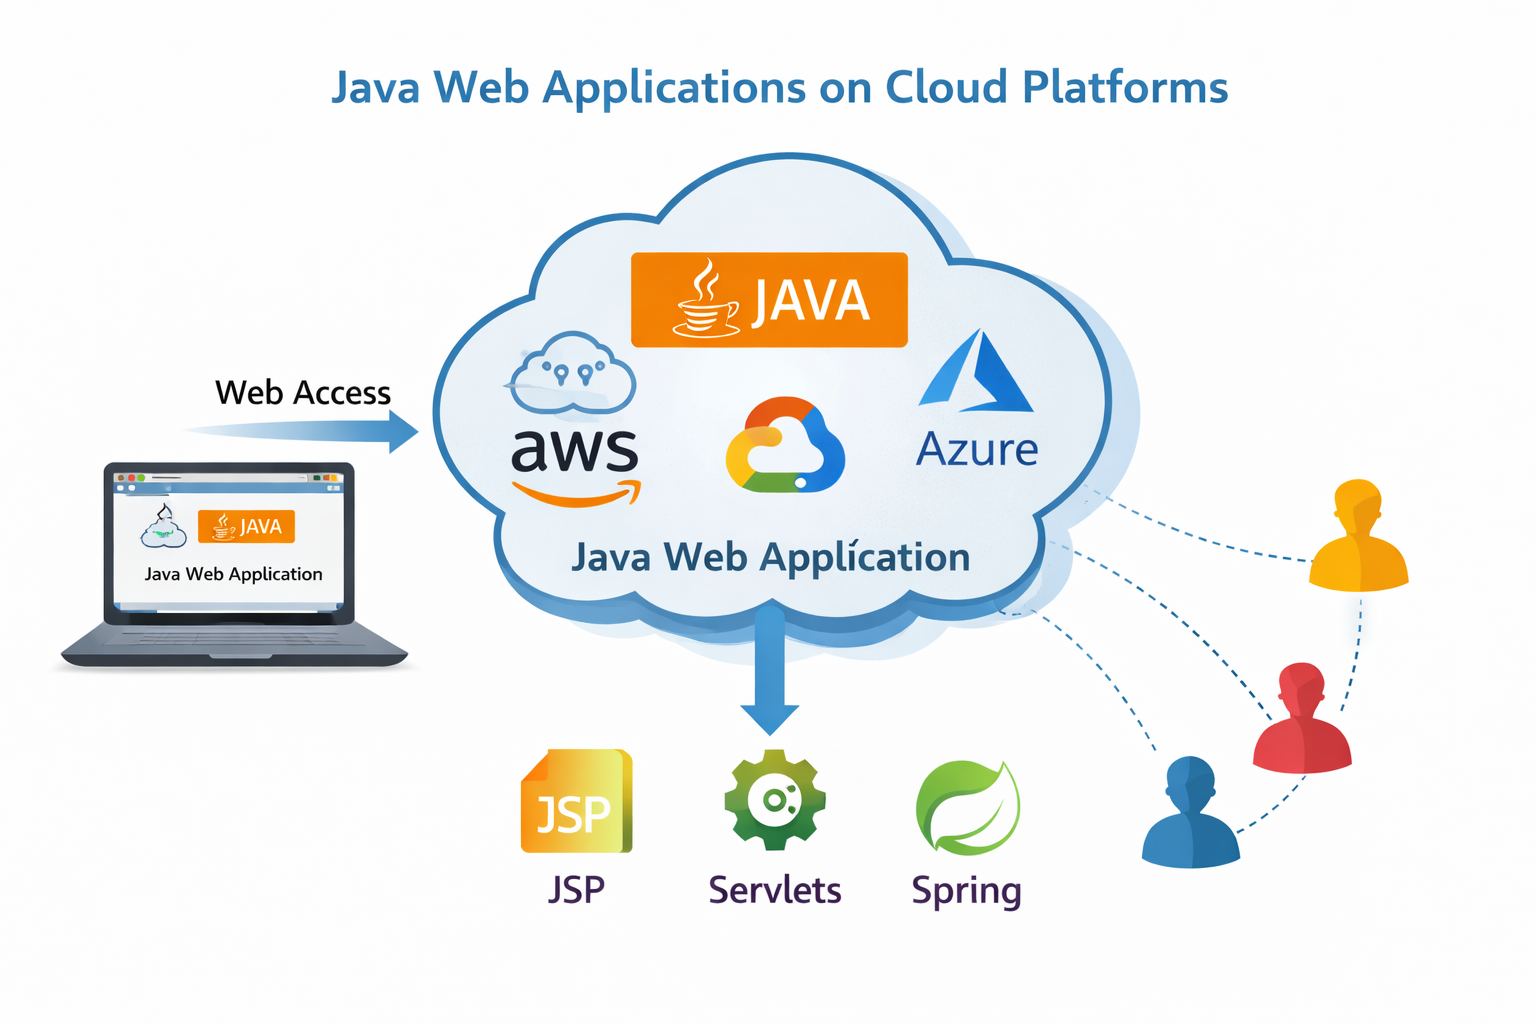 Java Web Applications on Cloud Platforms
JAVA
Web Access
aws
Azure
JAVA
Java Web Application
Java Web Applícation
JSP
JSP
Servlets
Spring